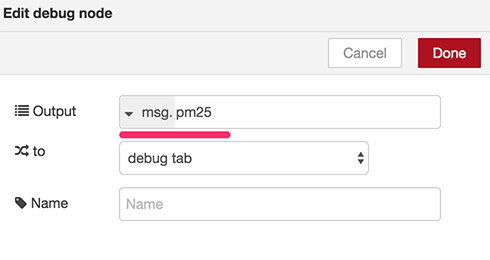 Edit debug node
Cancel Done
Output msg. pm25
to debug tab
Name Name